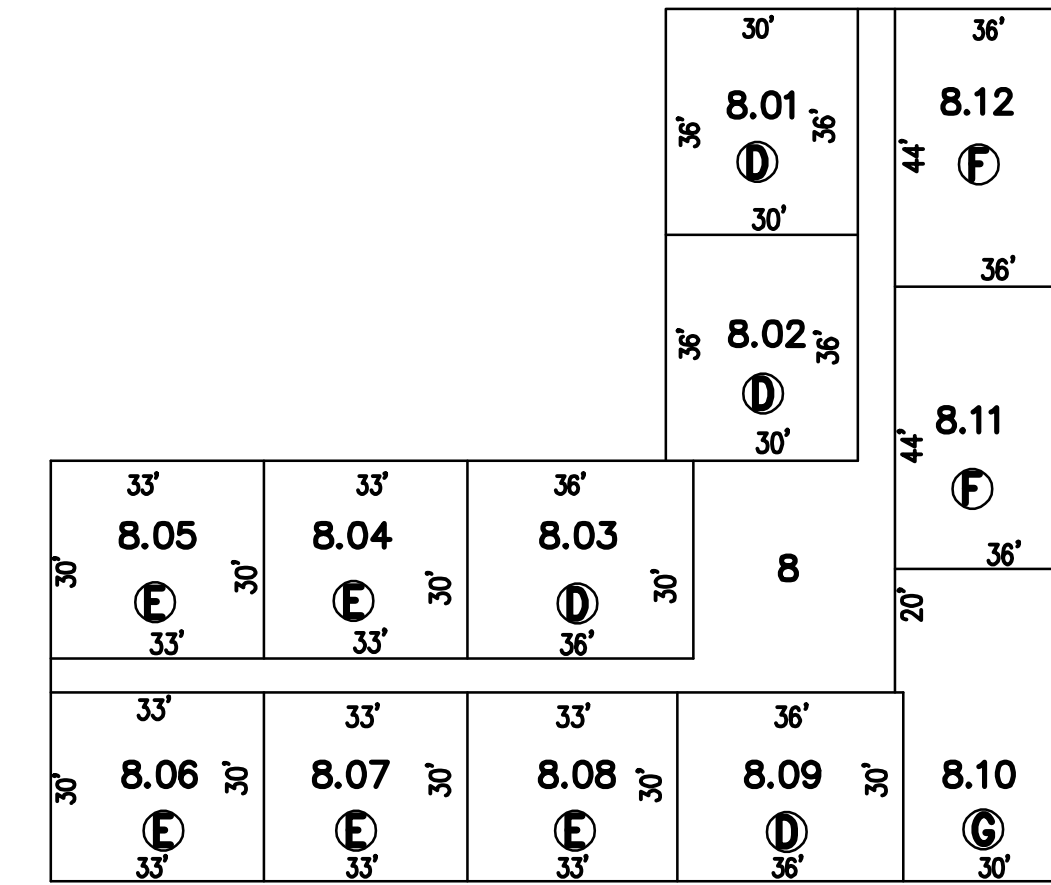 30' 36'
8.01 8.12
36' 36' 44'
D F
30' 36'
8.02
36' 36'
D
30'
8.11
44'
F
36'
33' 33' 36'
8.05 8.04 8.03
30' 30' 30' 30'
E E D
33' 33' 36'
8
20'
33' 33' 33' 36'
8.06 8.07 8.08 8.09 8.10
30' 30' 30' 30' 30'
E E E D G
33' 33' 33' 36' 30'